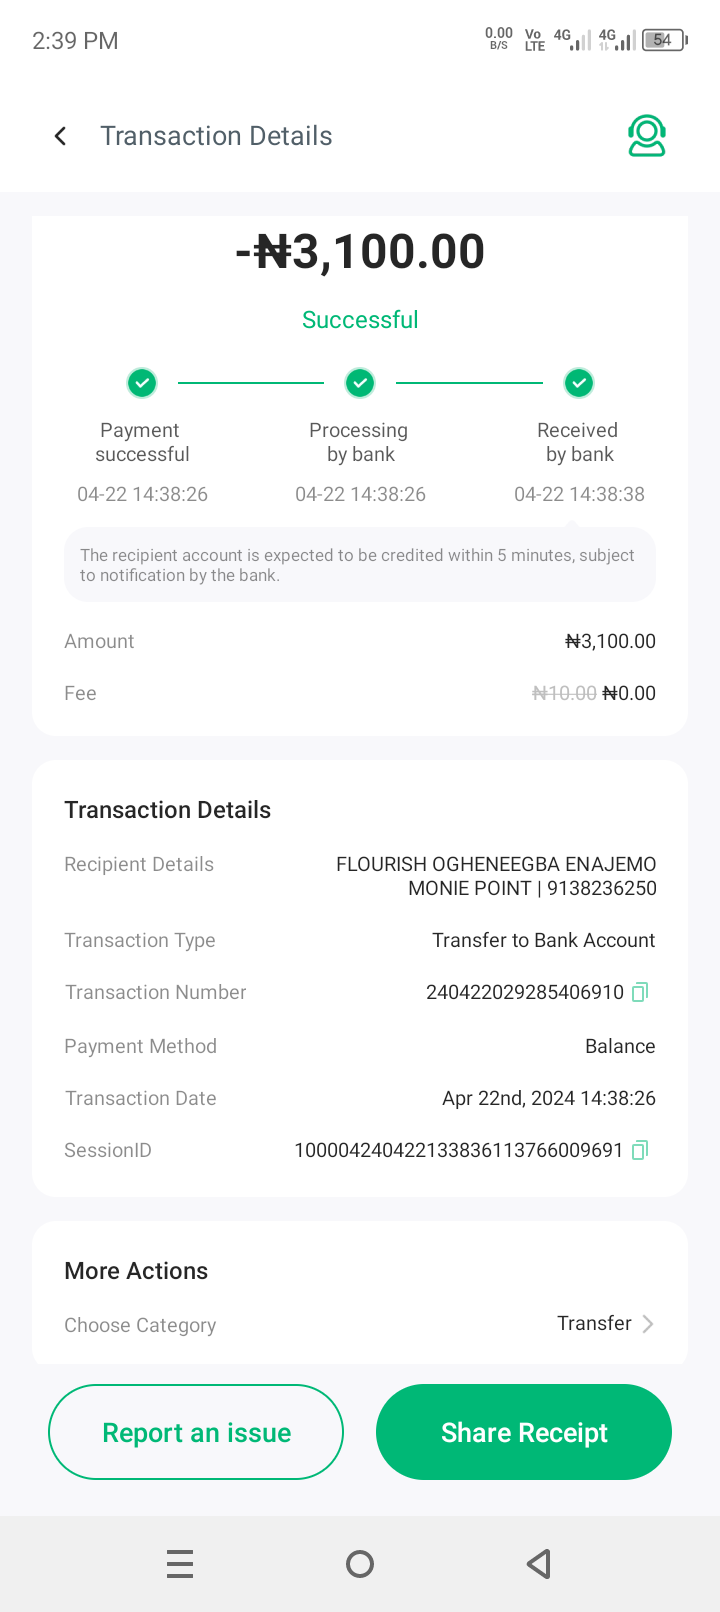 2:39 PM
0.00 B/S Vo LTE 4G 4G 54
Transaction Details
-₦3,100.00
Successful
Payment successful
Processing by bank
Received by bank
04-22 14:38:26
04-22 14:38:26
04-22 14:38:38
The recipient account is expected to be credited within 5 minutes, subject
to notification by the bank.
Amount ₦3,100.00
Fee ₦10.00 ₦0.00
Transaction Details
Recipient Details FLOURISH OGHENEEGBA ENAJEMO
MONIE POINT | 9138236250
Transaction Type Transfer to Bank Account
Transaction Number 240422029285406910
Payment Method Balance
Transaction Date Apr 22nd, 2024 14:38:26
SessionID 100004240422133836113766009691
More Actions
Choose Category Transfer
Report an issue Share Receipt